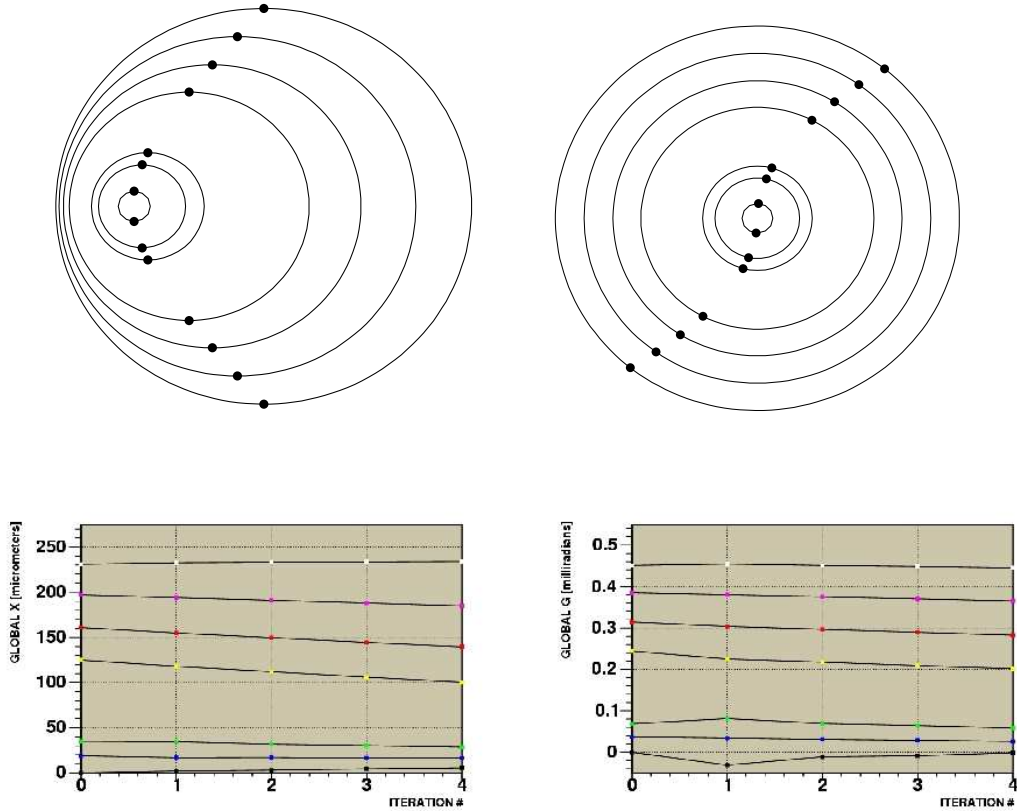 GLOBAL X [micrometers]
250
200
150
100
50
0
0 1 2 3 4
ITERATION #
GLOBAL G [milliradians]
0.5
0.4
0.3
0.2
0.1
0
0 1 2 3 4
ITERATION #